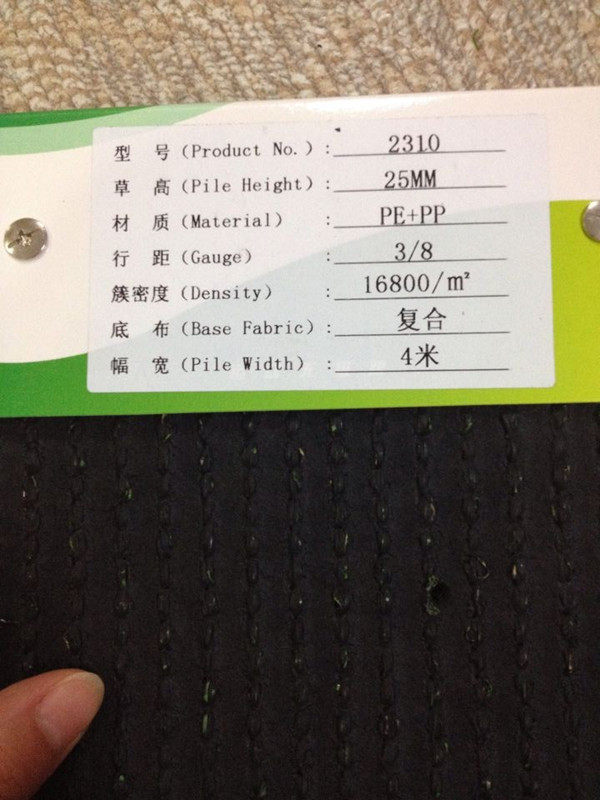 型 号（Product No.）: 2310
草 高（Pile Height）: 25MM
材 质（Material） : PE+PP
行 距（Gauge） : 3/8
簇密度（Density） : 16800/㎡
底 布（Base Fabric）: 复合
幅 宽（Pile Width） : 4米